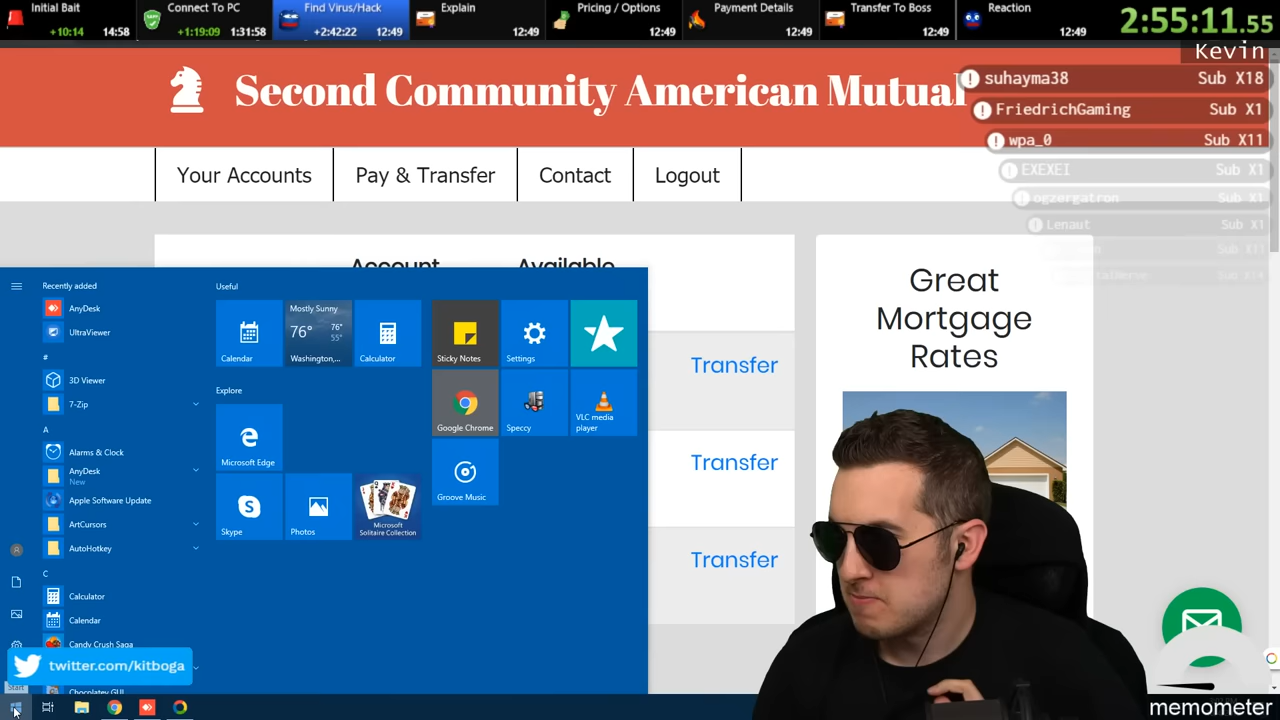 Initial Bait
+10:14 14:58
Connect To PC
+1:19:09 1:31:58
Find Virus/Hack
+2:42:22 12:49
Explain
12:49
Pricing / Options
12:49
Payment Details
12:49
Transfer To Boss
12:49
Reaction
12:49
2:55:11.55
Kevin
suhayma38 Sub X18
FriedrichGaming Sub X1
wpa_0 Sub X11
EXEXEI Sub X1
ogzergatron Sub X1
Lenaut Sub X1
Second Community American Mutual
Your Accounts
Pay & Transfer
Contact
Logout
Account
Available
Transfer
Transfer
Transfer
Great
Mortgage
Rates
Recently added
AnyDesk
UltraViewer
#
3D Viewer
7-Zip
A
Alarms & Clock
AnyDesk
New
Apple Software Update
ArtCursors
AutoHotkey
C
Calculator
Calendar
Candy Crush Saga
Chocolatey GUI
Useful
Calendar
Mostly Sunny
76° 76°
55°
Washington,...
Calculator
Sticky Notes
Settings
Explore
Microsoft Edge
Google Chrome
Speccy
VLC media
player
Skype
Photos
Microsoft
Solitaire Collection
Groove Music
twitter.com/kitboga
Start
memometer